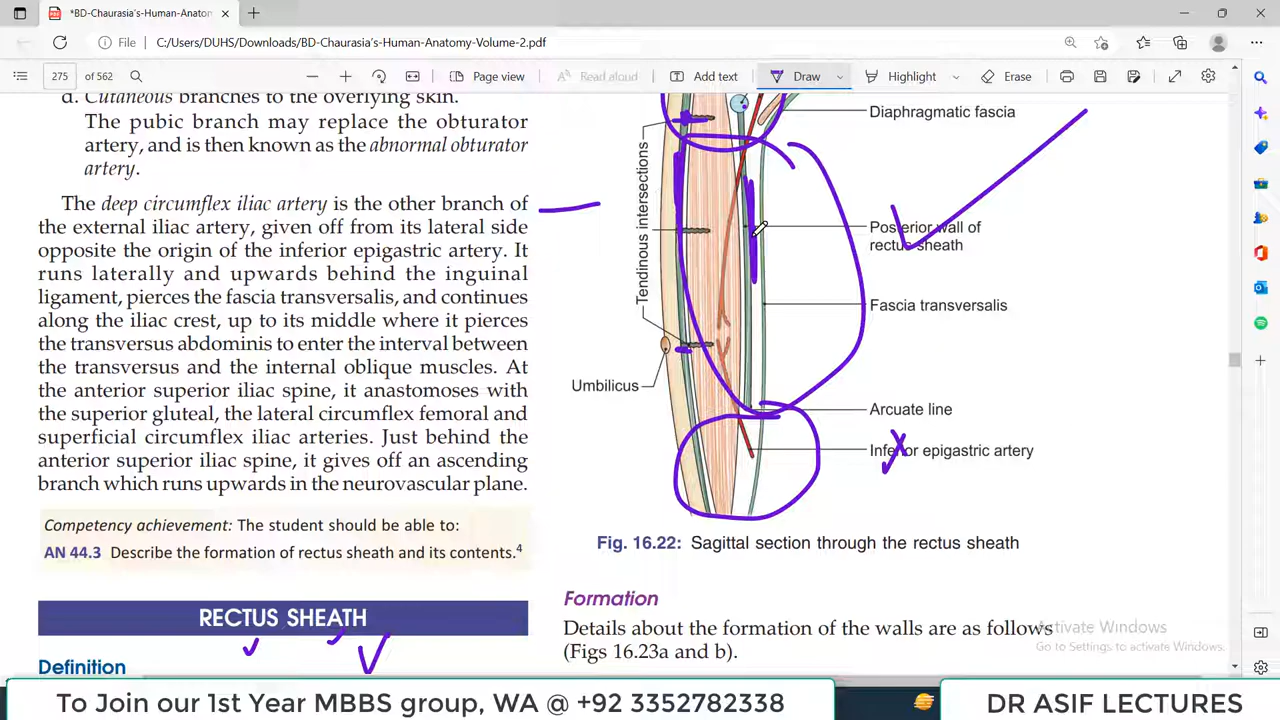 *BD-Chaurasia's-Human-Anatom
File
C:/Users/DUHS/Downloads/BD-Chaurasia's-Human-Anatomy-Volume-2.pdf
275
of 562
Page view
Read aloud
Add text
Draw
Highlight
Erase
d. Cutaneous branches to the overlying skin.
The pubic branch may replace the obturator
artery, and is then known as the abnormal obturator
artery.
The deep circumflex iliac artery is the other branch of
the external iliac artery, given off from its lateral side
opposite the origin of the inferior epigastric artery. It
runs laterally and upwards behind the inguinal
ligament, pierces the fascia transversalis, and continues
along the iliac crest, up to its middle where it pierces
the transversus abdominis to enter the interval between
the transversus and the internal oblique muscles. At
the anterior superior iliac spine, it anastomoses with
the superior gluteal, the lateral circumflex femoral and
superficial circumflex iliac arteries. Just behind the
anterior superior iliac spine, it gives off an ascending
branch which runs upwards in the neurovascular plane.
Competency achievement: The student should be able to:
AN 44.3 Describe the formation of rectus sheath and its contents.4
RECTUS SHEATH
Definition
Tendinous intersections
Umbilicus
Diaphragmatic fascia
Posterior wall of
rectus sheath
Fascia transversalis
Arcuate line
Inferior epigastric artery
Fig. 16.22: Sagittal section through the rectus sheath
Formation
Details about the formation of the walls are as follows
(Figs 16.23a and b).
Activate Windows
Go to Settings to activate Windows.
To Join our 1st Year MBBS group, WA @ +92 3352782338
DR ASIF LECTURES